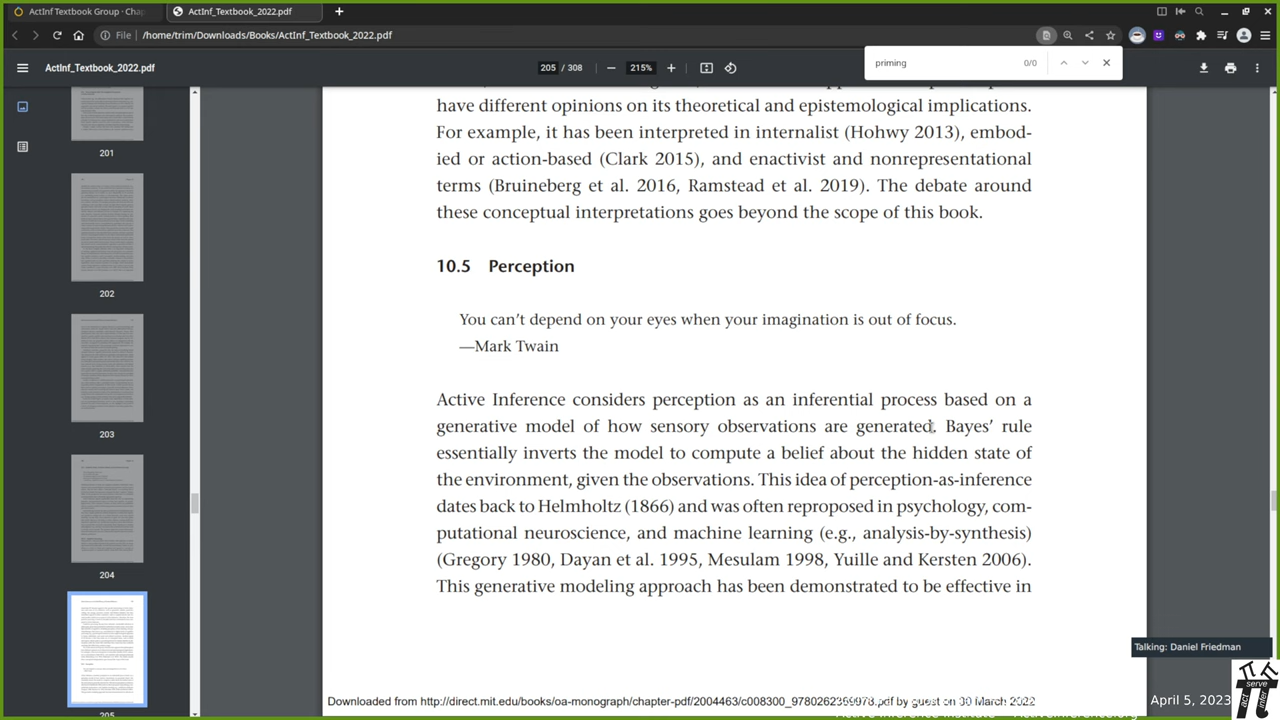 ActInf Textbook Group · Chap
ActInf_Textbook_2022.pdf
File
/home/trim/Downloads/Books/ActInf_Textbook_2022.pdf
ActInf_Textbook_2022.pdf
205 / 308
215%
priming
0/0
201
202
203
204
205
have different opinions on its theoretical and epistemological implications.
For example, it has been interpreted in internalist (Hohwy 2013), embod-
ied or action-based (Clark 2015), and enactivist and nonrepresentational
terms (Bruineberg et al. 2016, Ramstead et al. 2019). The debate around
these conceptual interpretations goes beyond the scope of this book.
10.5 Perception
You can’t depend on your eyes when your imagination is out of focus.
—Mark Twain
Active Inference considers perception as an inferential process based on a
generative model of how sensory observations are generated. Bayes’ rule
essentially inverts the model to compute a belief about the hidden state of
the environment, given the observations. This idea of perception-as-inference
dates back to Helmholtz (1866) and was often reproposed in psychology, com-
putational neuroscience, and machine learning (e.g., analysis-by-synthesis)
(Gregory 1980, Dayan et al. 1995, Mesulam 1998, Yuille and Kersten 2006).
This generative modeling approach has been demonstrated to be effective in
Talking: Daniel Friedman
Downloaded from http://direct.mit.edu/books/oa-monograph/chapter-pdf/2004463/c008300_9780262359978.pdf by guest on 30 March 2022
Active Inference Institute
ActiveInference.org
serve
act
infer
April 5, 2023